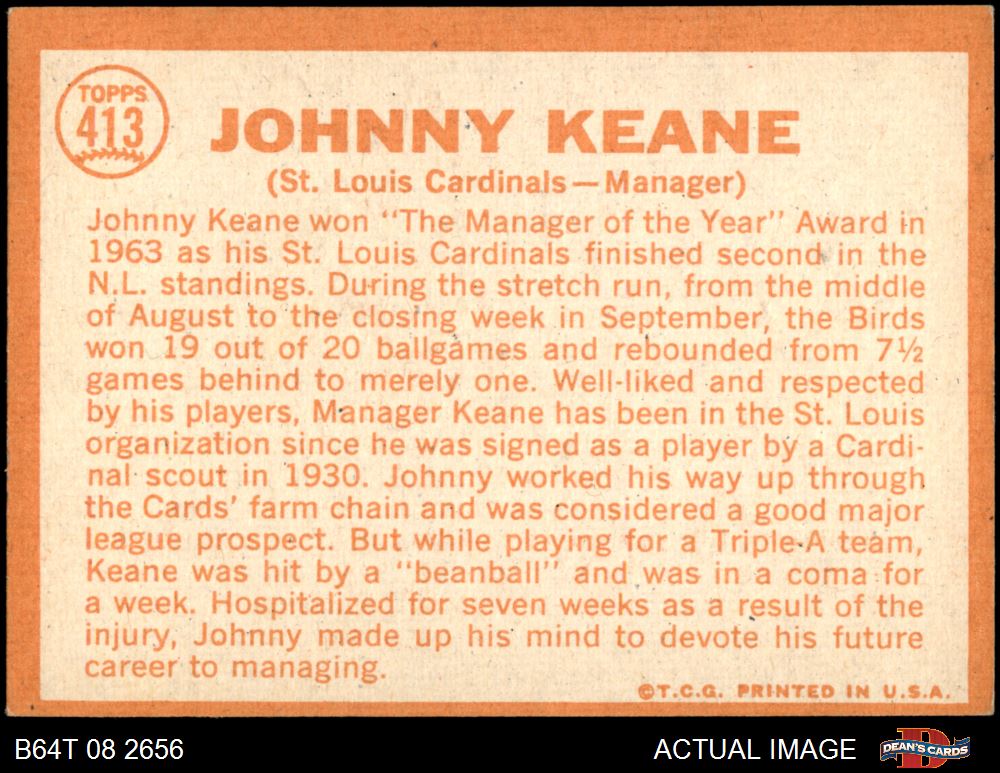 TOPPS
413
JOHNNY KEANE
(St. Louis Cardinals—Manager)
Johnny Keane won "The Manager of the Year" Award in
1963 as his St. Louis Cardinals finished second in the
N.L. standings. During the stretch run, from the middle
of August to the closing week in September, the Birds
won 19 out of 20 ballgames and rebounded from 7½
games behind to merely one. Well-liked and respected
by his players, Manager Keane has been in the St. Louis
organization since he was signed as a player by a Cardi-
nal scout in 1930. Johnny worked his way up through
the Cards' farm chain and was considered a good major
league prospect. But while playing for a Triple-A team,
Keane was hit by a "beanball" and was in a coma for
a week. Hospitalized for seven weeks as a result of the
injury, Johnny made up his mind to devote his future
career to managing.
©T.C.G. PRINTED IN U.S.A.
B64T 08 2656
ACTUAL IMAGE
DEAN'S CARDS